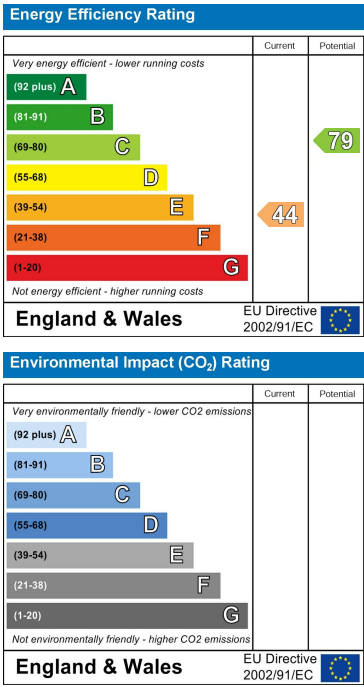 Energy Efficiency Rating
Current Potential
Very energy efficient - lower running costs
(92 plus) A
(81-91) B
(69-80) C
79
(55-68) D
(39-54) E
44
(21-38) F
(1-20) G
Not energy efficient - higher running costs
England & Wales
EU Directive
2002/91/EC
Environmental Impact (CO₂) Rating
Current Potential
Very environmentally friendly - lower CO2 emissions
(92 plus) A
(81-91) B
(69-80) C
(55-68) D
(39-54) E
(21-38) F
(1-20) G
Not environmentally friendly - higher CO2 emissions
England & Wales
EU Directive
2002/91/EC